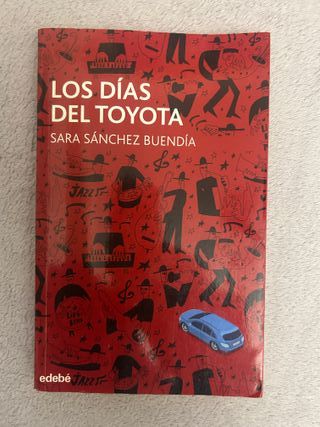 LOS DÍAS
DEL TOYOTA
SARA SÁNCHEZ BUENDÍA
JAZZ
edebé
JAZZ